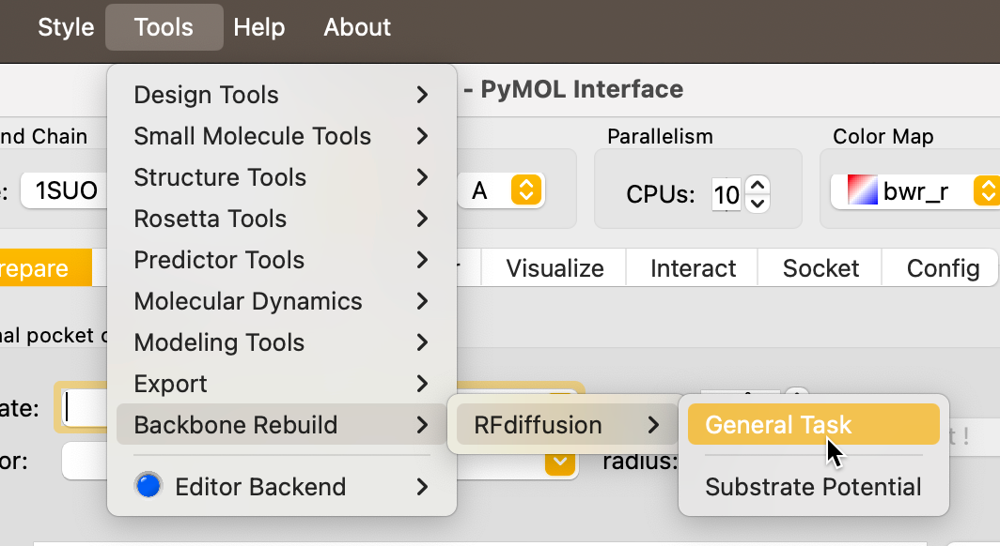 Style Tools Help About
- PyMOL Interface
nd Chain Parallelism Color Map
1SUO A CPUs: 10 bwr_r
Visualize Interact Socket Config
Design Tools
Small Molecule Tools
Structure Tools
Rosetta Tools
Predictor Tools
Molecular Dynamics
Modeling Tools
Export
Backbone Rebuild
Editor Backend
RFdiffusion
General Task
Substrate Potential
repare
nal pocket
ate:
or: radius:
t !